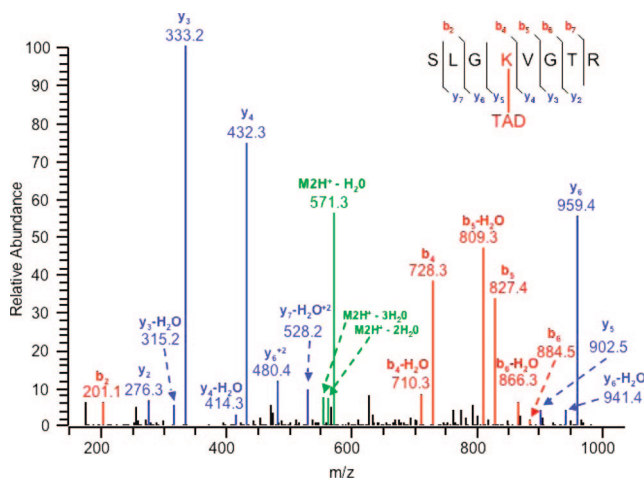 b₂ b₄ b₅ b₆ b₇
S L G K V G T R
y₇ y₆ y₅ y₄ y₃ y₂
TAD
y₃
333.2
y₄
432.3
M2H⁺ - H₂0
571.3
y₆
959.4
b₅-H₂O
809.3
b₄
728.3
b₅
827.4
y₇-H₂O⁺²
528.2
M2H⁺ - 3H₂0
M2H⁺ - 2H₂0
y₃-H₂O
315.2
y₂
276.3
b₂
201.1
y₄-H₂O
414.3
y₆⁺²
480.4
b₄-H₂O
710.3
b₆-H₂O
866.3
b₆
884.5
y₅
902.5
y₆-H₂O
941.4
Relative Abundance
100
90
80
70
60
50
40
30
20
10
0
200 400 600 800 1000
m/z